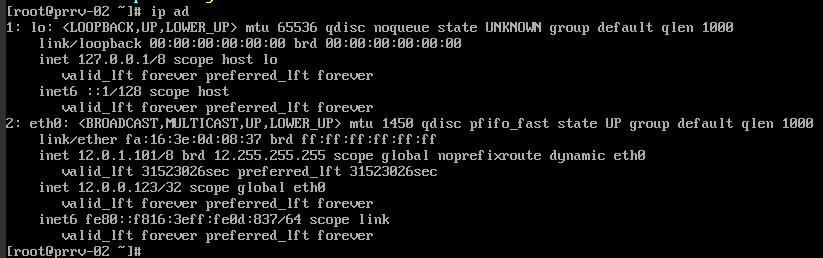 [root@prrv-02 ~]# ip ad
1: lo: <LOOPBACK,UP,LOWER_UP> mtu 65536 qdisc noqueue state UNKNOWN group default qlen 1000
    link/loopback 00:00:00:00:00:00 brd 00:00:00:00:00:00
    inet 127.0.0.1/8 scope host lo
       valid_lft forever preferred_lft forever
    inet6 ::1/128 scope host
       valid_lft forever preferred_lft forever
2: eth0: <BROADCAST,MULTICAST,UP,LOWER_UP> mtu 1450 qdisc pfifo_fast state UP group default qlen 1000
    link/ether fa:16:3e:0d:08:37 brd ff:ff:ff:ff:ff:ff
    inet 12.0.1.101/8 brd 12.255.255.255 scope global noprefixroute dynamic eth0
       valid_lft 31523026sec preferred_lft 31523026sec
    inet 12.0.0.123/32 scope global eth0
       valid_lft forever preferred_lft forever
    inet6 fe80::f816:3eff:fe0d:837/64 scope link
       valid_lft forever preferred_lft forever
[root@prrv-02 ~]#